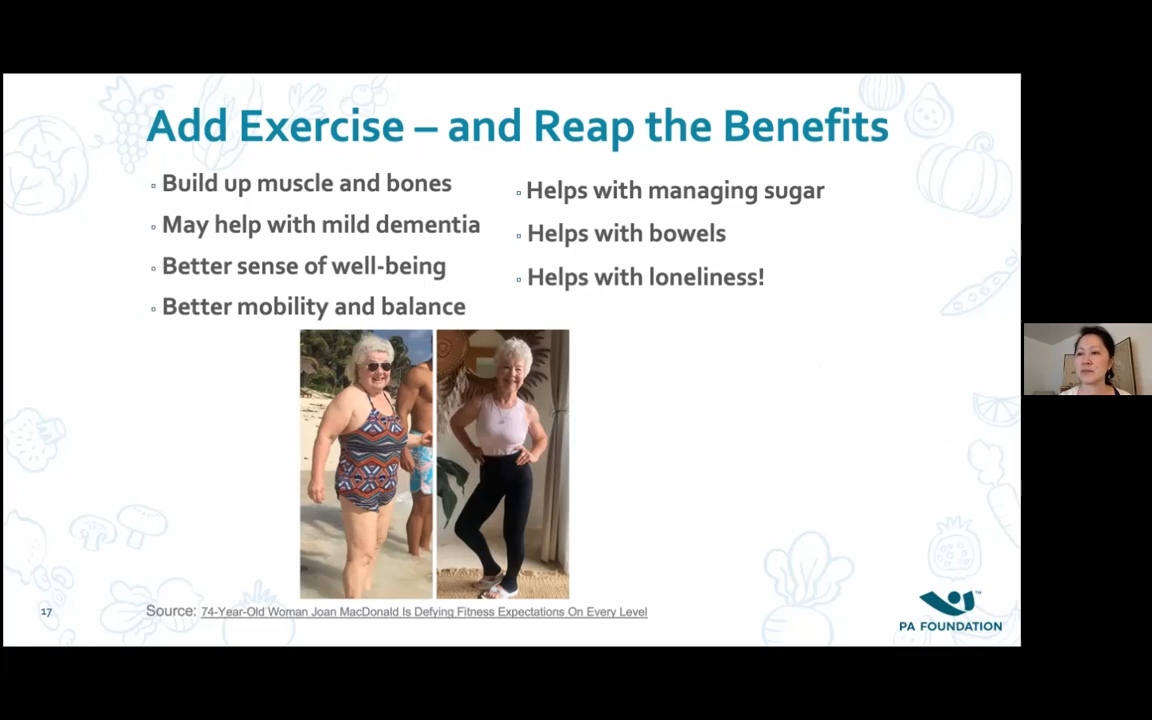 Add Exercise – and Reap the Benefits
Build up muscle and bones
May help with mild dementia
Better sense of well-being
Better mobility and balance
Helps with managing sugar
Helps with bowels
Helps with loneliness!
17
Source: 74-Year-Old Woman Joan MacDonald Is Defying Fitness Expectations On Every Level
PA FOUNDATION™